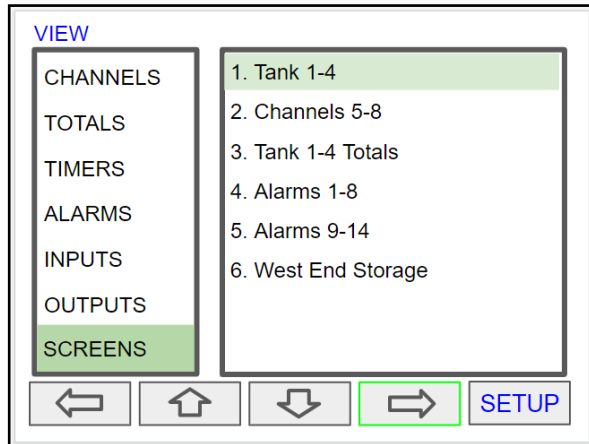 VIEW
CHANNELS
TOTALS
TIMERS
ALARMS
INPUTS
OUTPUTS
SCREENS
1. Tank 1-4
2. Channels 5-8
3. Tank 1-4 Totals
4. Alarms 1-8
5. Alarms 9-14
6. West End Storage
SETUP